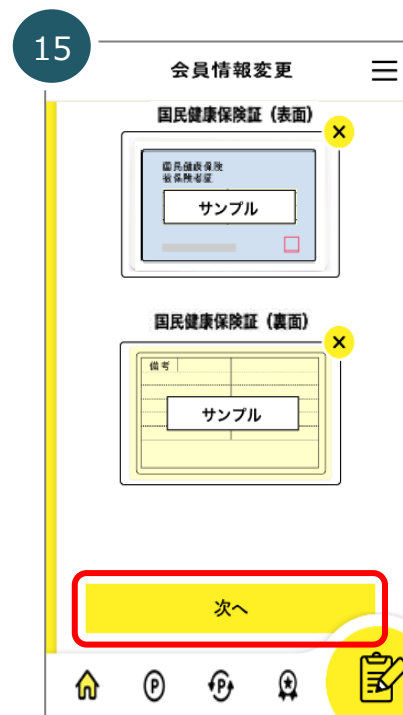 15
会員情報変更
国民健康保険証（表面）
国民健康保険
被保険者証
サンプル
国民健康保険証（裏面）
備考
サンプル
次へ